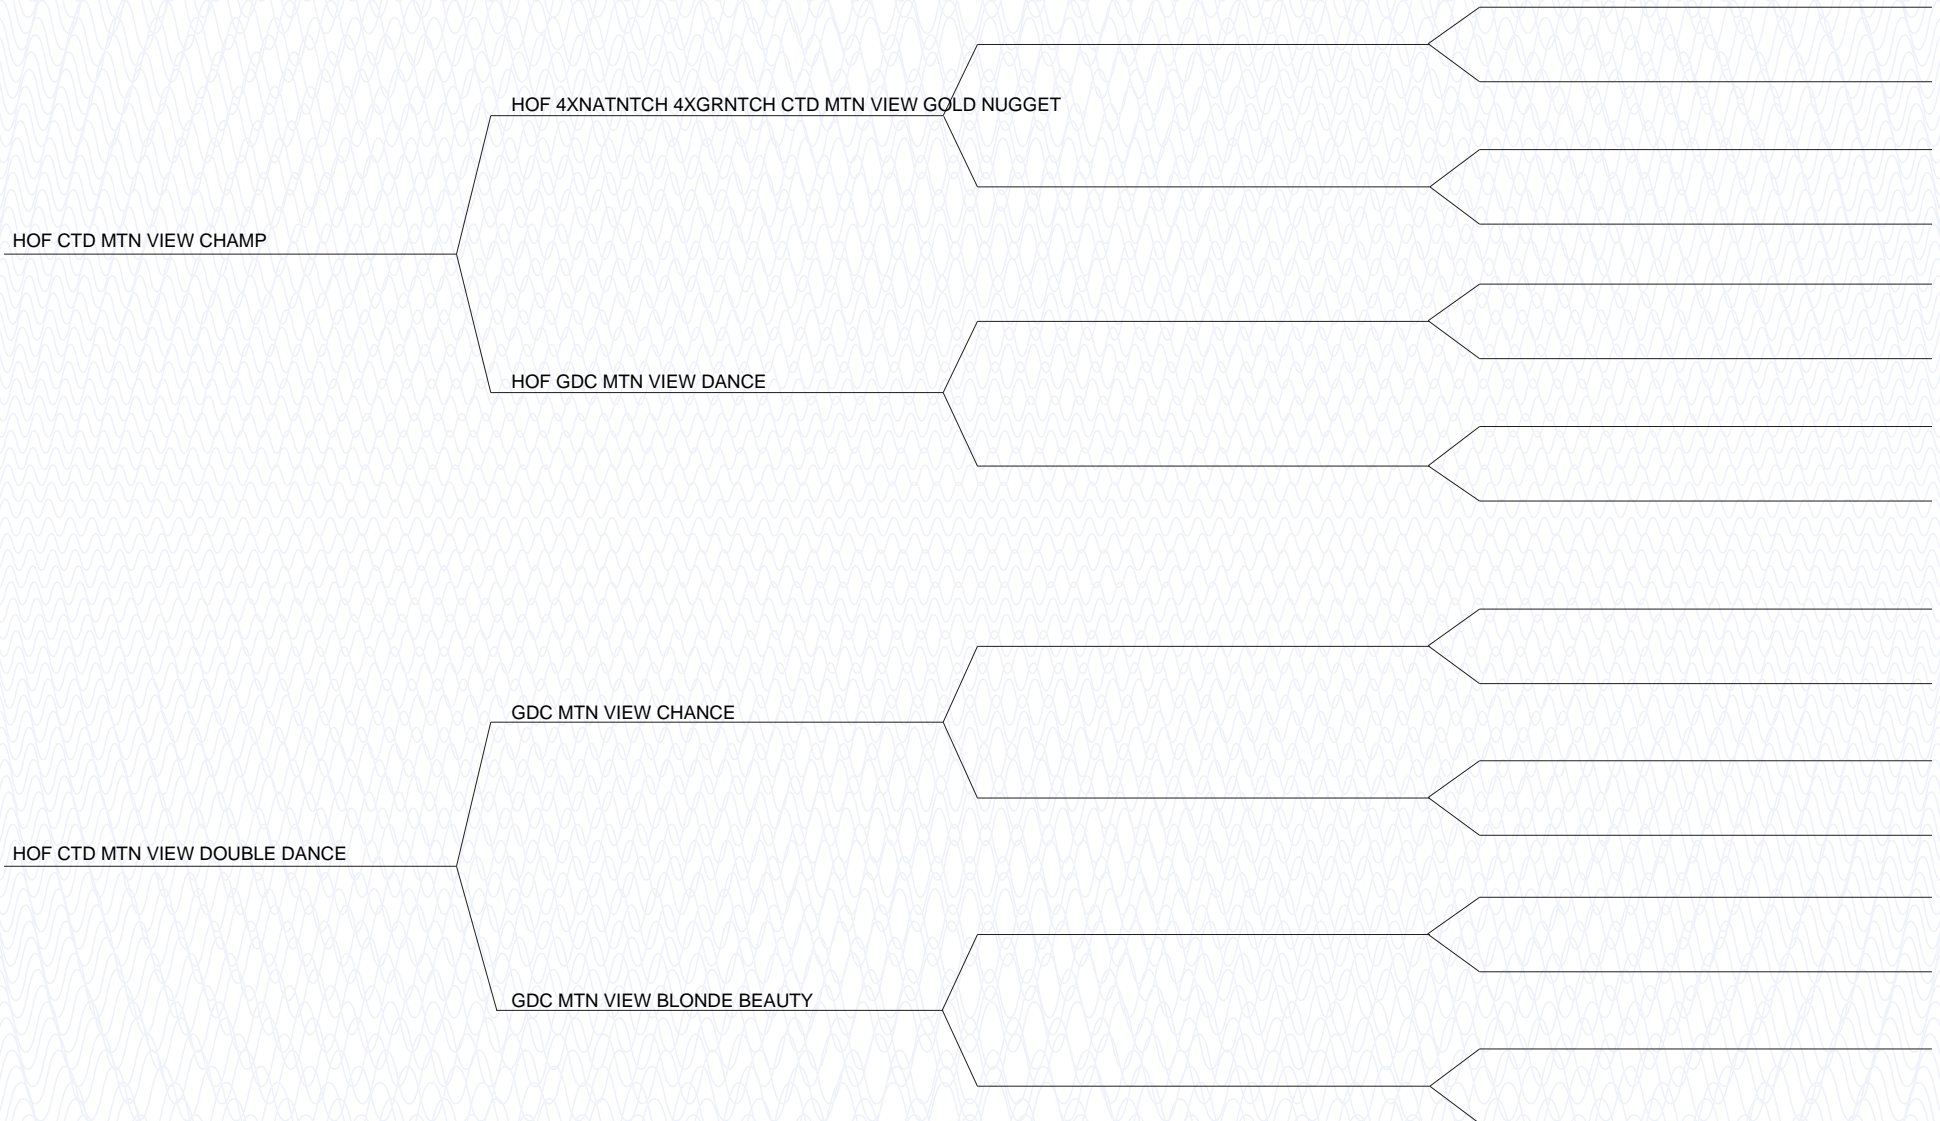 HOF 4XNATNTCH 4XGRNTCH CTD MTN VIEW GOLD NUGGET
HOF CTD MTN VIEW CHAMP
HOF GDC MTN VIEW DANCE
GDC MTN VIEW CHANCE
HOF CTD MTN VIEW DOUBLE DANCE
GDC MTN VIEW BLONDE BEAUTY